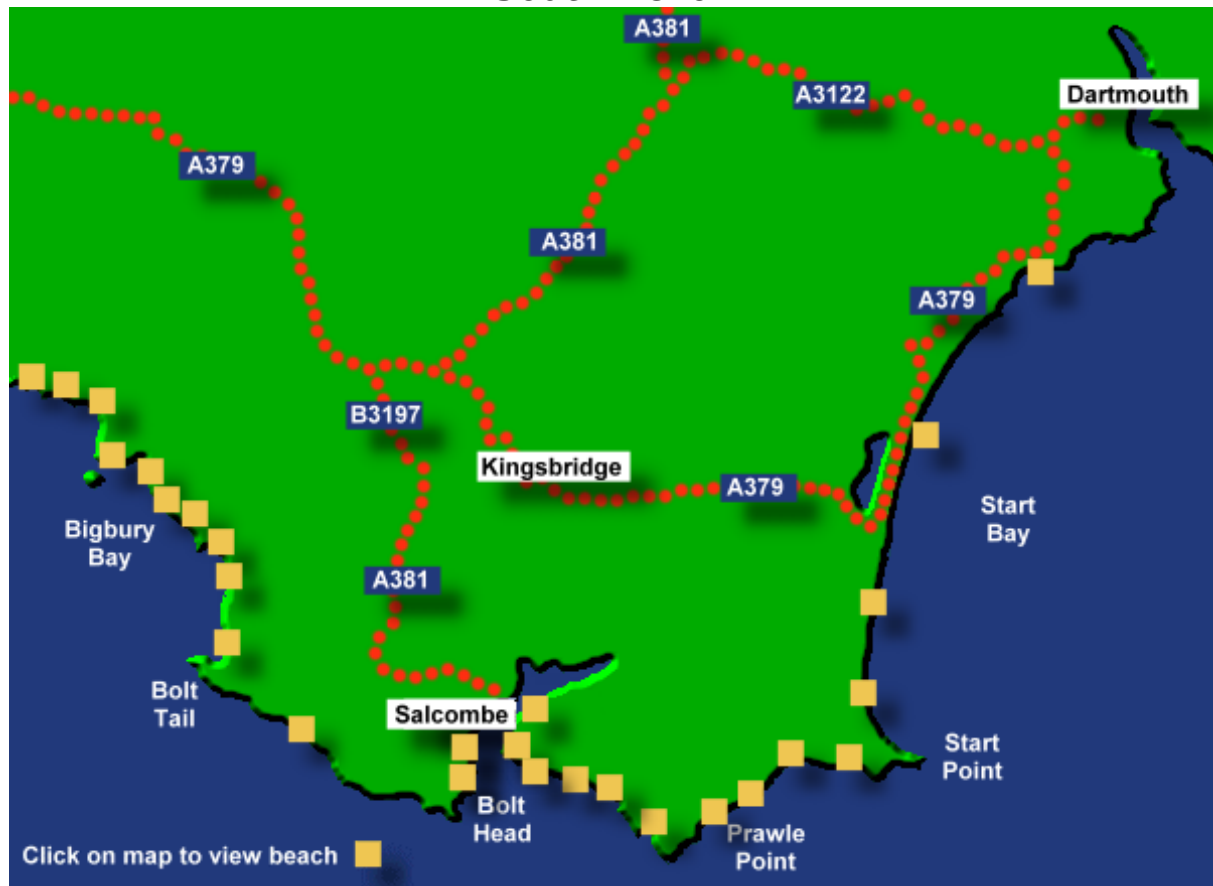 A381
A3122
Dartmouth
A379
A381
A379
B3197
Kingsbridge
A379
Start
Bay
Bigbury
Bay
A381
Bolt
Tail
Salcombe
Start
Point
Bolt
Head
Prawle
Point
Click on map to view beach